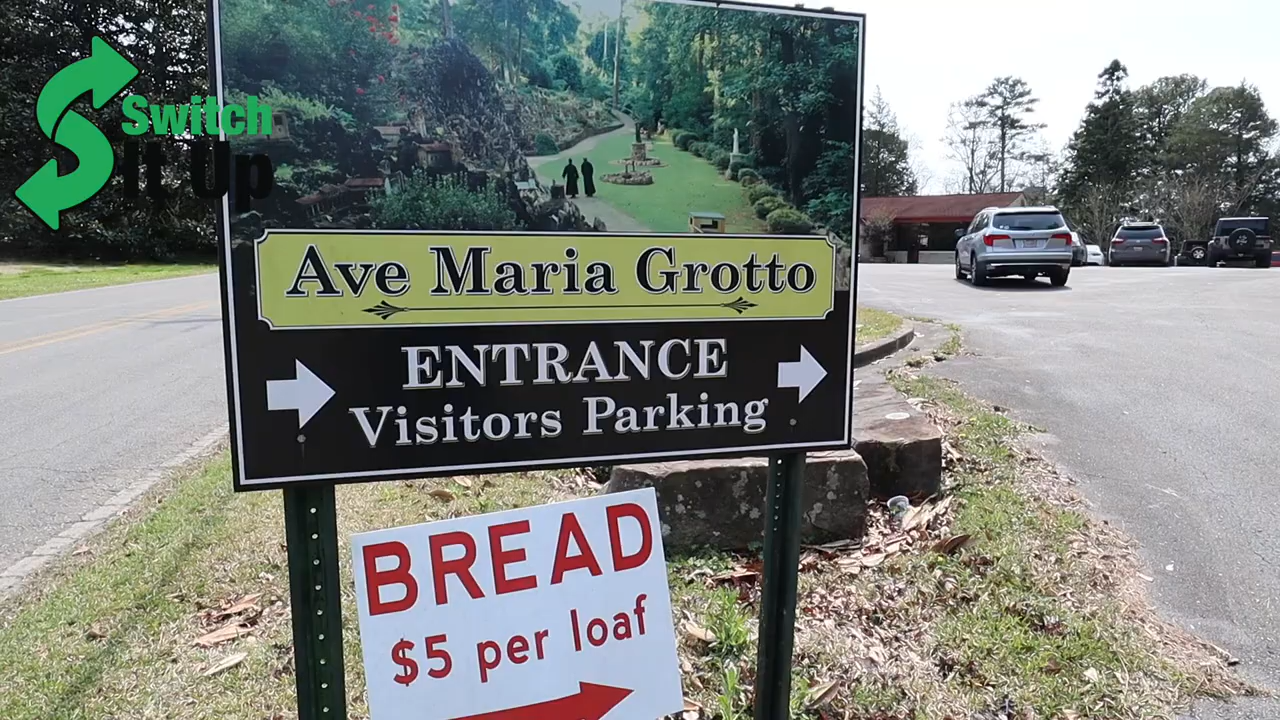 Switch
It Up
Ave Maria Grotto
ENTRANCE
Visitors Parking
BREAD
$5 per loaf